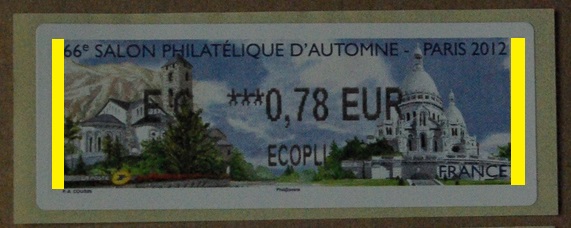 66e SALON PHILATÉLIQUE D'AUTOMNE - PARIS 2012
***0,78 EUR
ECOPLI
FRANCE